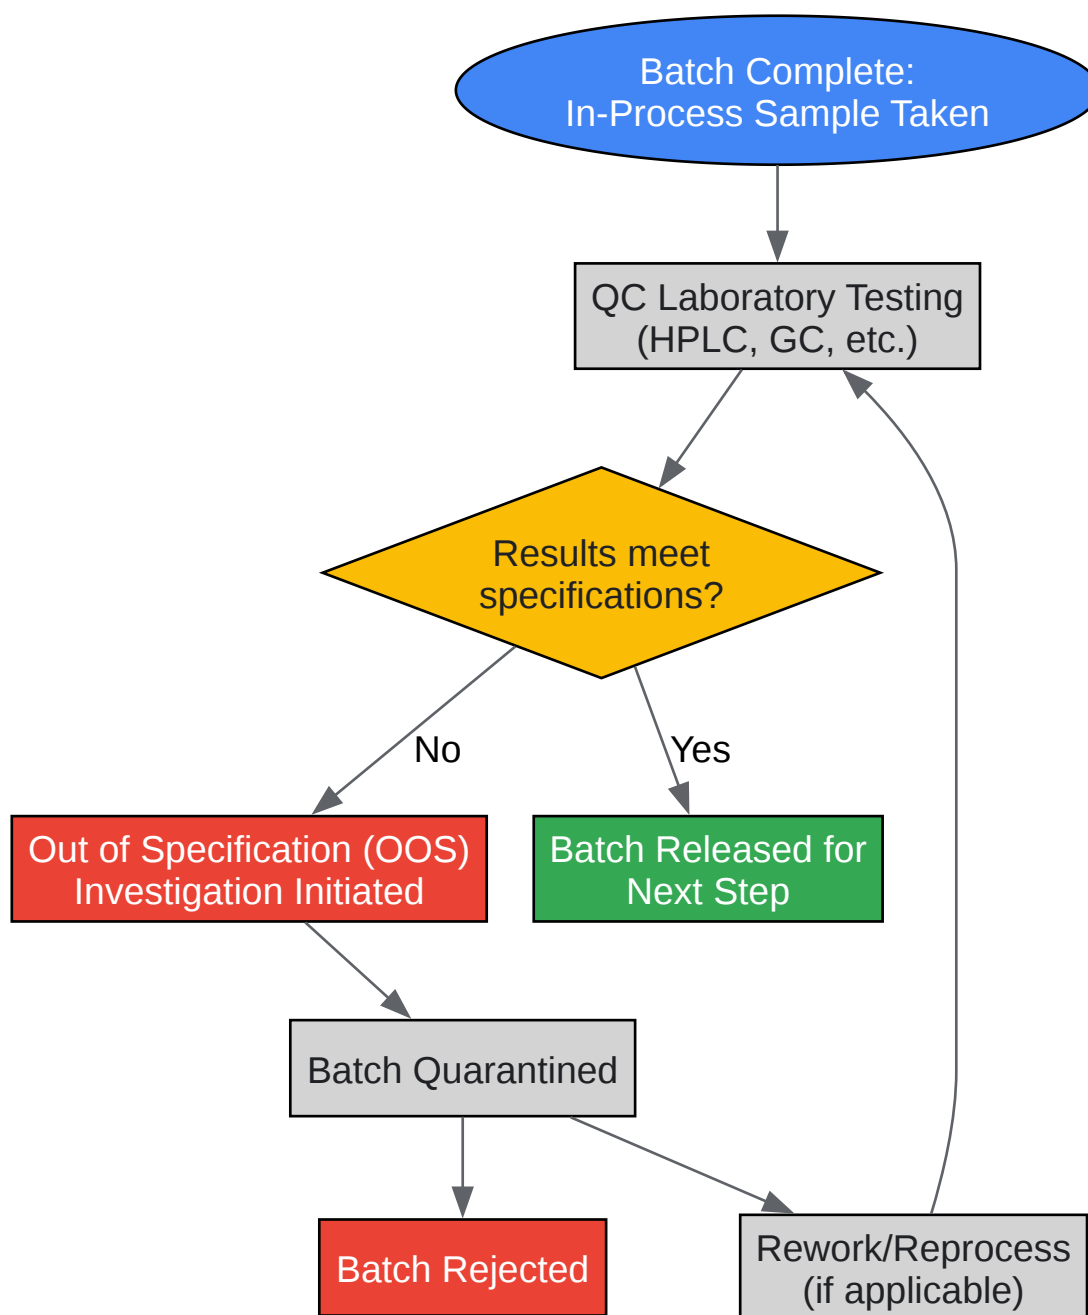 Batch Complete:
In-Process Sample Taken
QC Laboratory Testing
(HPLC, GC, etc.)
Results meet
specifications?
No
Yes
Out of Specification (OOS)
Investigation Initiated
Batch Released for
Next Step
Batch Quarantined
Batch Rejected
Rework/Reprocess
(if applicable)